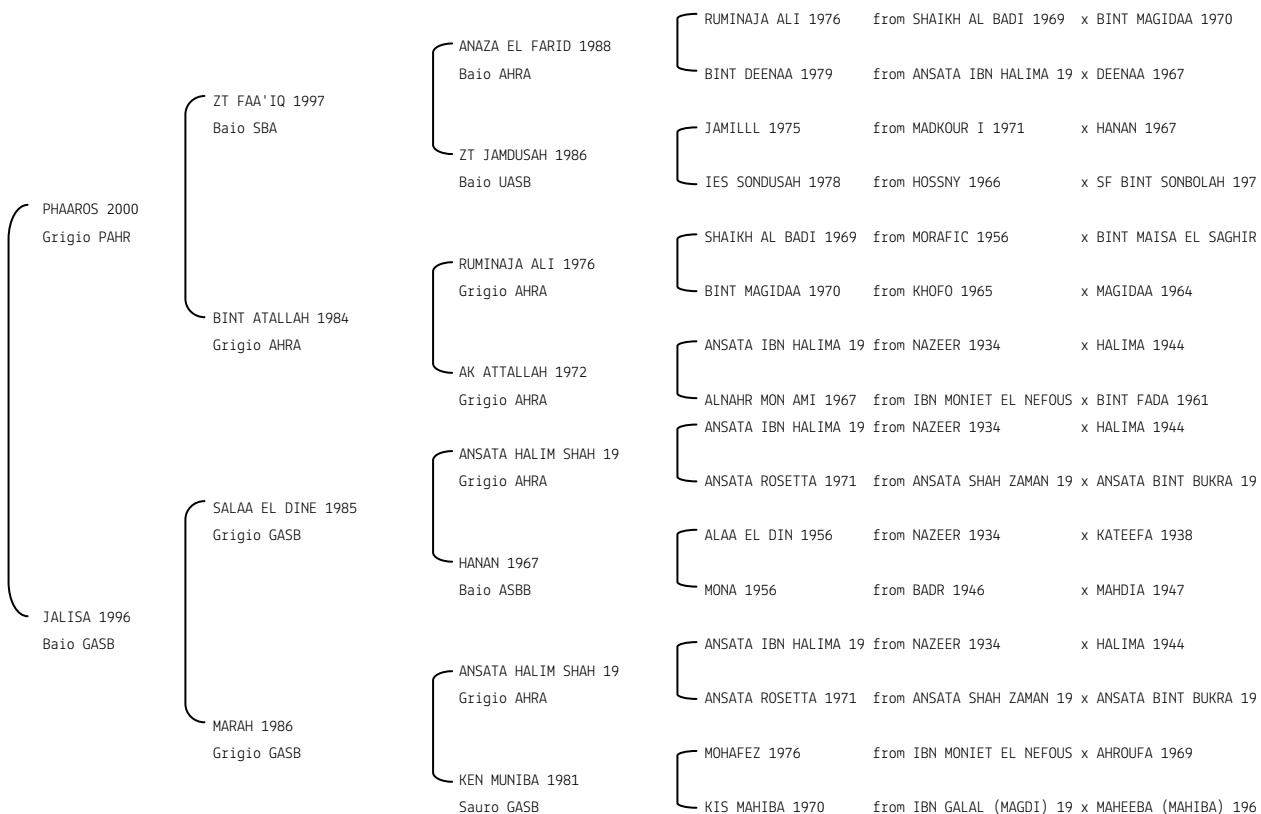 RUMINAJA ALI 1976 from SHAIKH AL BADI 1969 x BINT MAGIDAA 1970
ANAZA EL FARID 1988
Baio AHRA BINT DEENAA 1979 from ANSATA IBN HALIMA 19 x DEENAA 1967
ZT FAA'IQ 1997
Baio SBA JAMILLL 1975 from MADKOUR I 1971 x HANAN 1967
ZT JAMDUSAH 1986
Baio UASB IES SONDUSAH 1978 from HOSSNY 1966 x SF BINT SONBOLAH 197
PHAAROS 2000
Grigio PAHR SHAIKH AL BADI 1969 from MORAFIC 1956 x BINT MAISA EL SAGHIR
RUMINAJA ALI 1976
Grigio AHRA BINT MAGIDAA 1970 from KHOFO 1965 x MAGIDAA 1964
BINT ATALLAH 1984
Grigio AHRA ANSATA IBN HALIMA 19 from NAZEER 1934 x HALIMA 1944
AK ATTALLAH 1972
Grigio AHRA ALNAHR MON AMI 1967 from IBN MONIET EL NEFOUS x BINT FADA 1961
ANSATA IBN HALIMA 19 from NAZEER 1934 x HALIMA 1944
ANSATA HALIM SHAH 19
Grigio AHRA ANSATA ROSETTA 1971 from ANSATA SHAH ZAMAN 19 x ANSATA BINT BUKRA 19
SALAA EL DINE 1985
Grigio GASB ALAA EL DIN 1956 from NAZEER 1934 x KATEEFA 1938
HANAN 1967
Baio ASBB MONA 1956 from BADR 1946 x MAHDIA 1947
JALISA 1996
Baio GASB ANSATA IBN HALIMA 19 from NAZEER 1934 x HALIMA 1944
ANSATA HALIM SHAH 19
Grigio AHRA ANSATA ROSETTA 1971 from ANSATA SHAH ZAMAN 19 x ANSATA BINT BUKRA 19
MARAH 1986
Grigio GASB MOHAFEZ 1976 from IBN MONIET EL NEFOUS x AHROUFA 1969
KEN MUNIBA 1981
Sauro GASB KIS MAHIBA 1970 from IBN GALAL (MAGDI) 19 x MAHEEBA (MAHIBA) 196